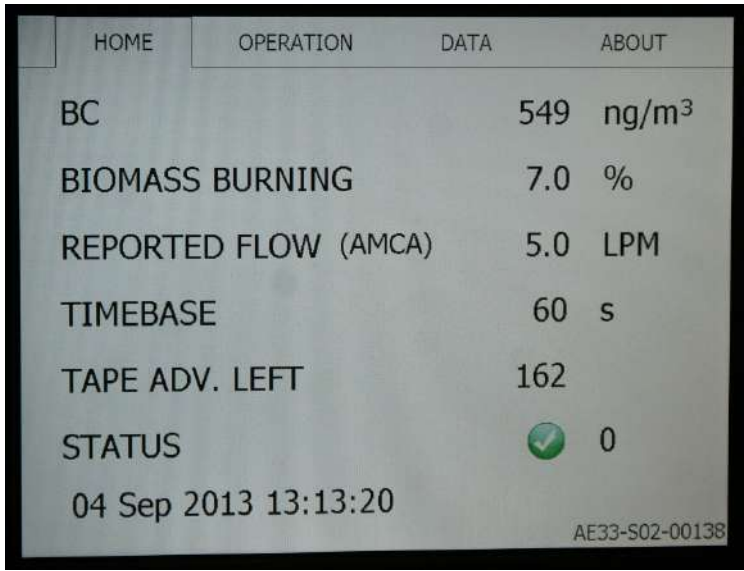 HOME OPERATION DATA ABOUT
BC 549 ng/m³
BIOMASS BURNING 7.0 %
REPORTED FLOW (AMCA) 5.0 LPM
TIMEBASE 60 s
TAPE ADV. LEFT 162
STATUS 0
04 Sep 2013 13:13:20
AE33-S02-00138